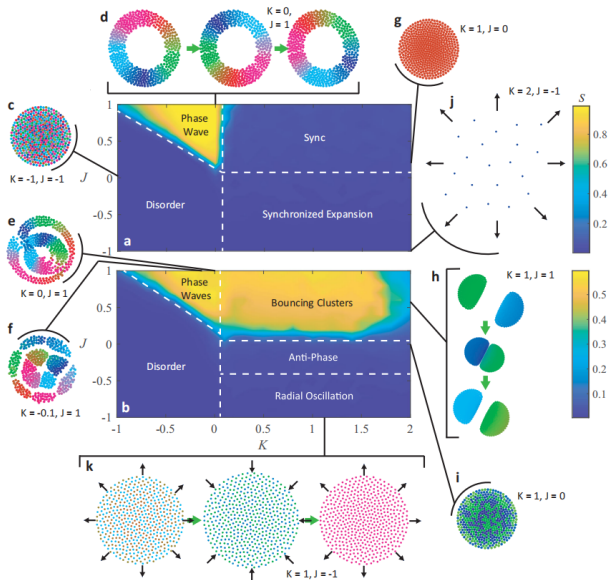 d
K = 0,
J = 1
g
K = 1, J = 0
c
K = -1, J = -1
1
0.5
J
0
-0.5
-1
Phase
Wave
Sync
Disorder
Synchronized Expansion
a
j
K = 2, J = -1
S
0.8
0.6
0.4
0.2
e
K = 0, J = 1
f
K = -0.1, J = 1
1
0.5
J
0
-0.5
-1
Phase
Waves
Bouncing Clusters
Disorder
Anti-Phase
Radial Oscillation
b
-1
-0.5
0
0.5
1
1.5
2
K
h
K = 1, J = 1
0.5
0.4
0.3
0.2
0.1
k
K = 1, J = -1
i
K = 1, J = 0